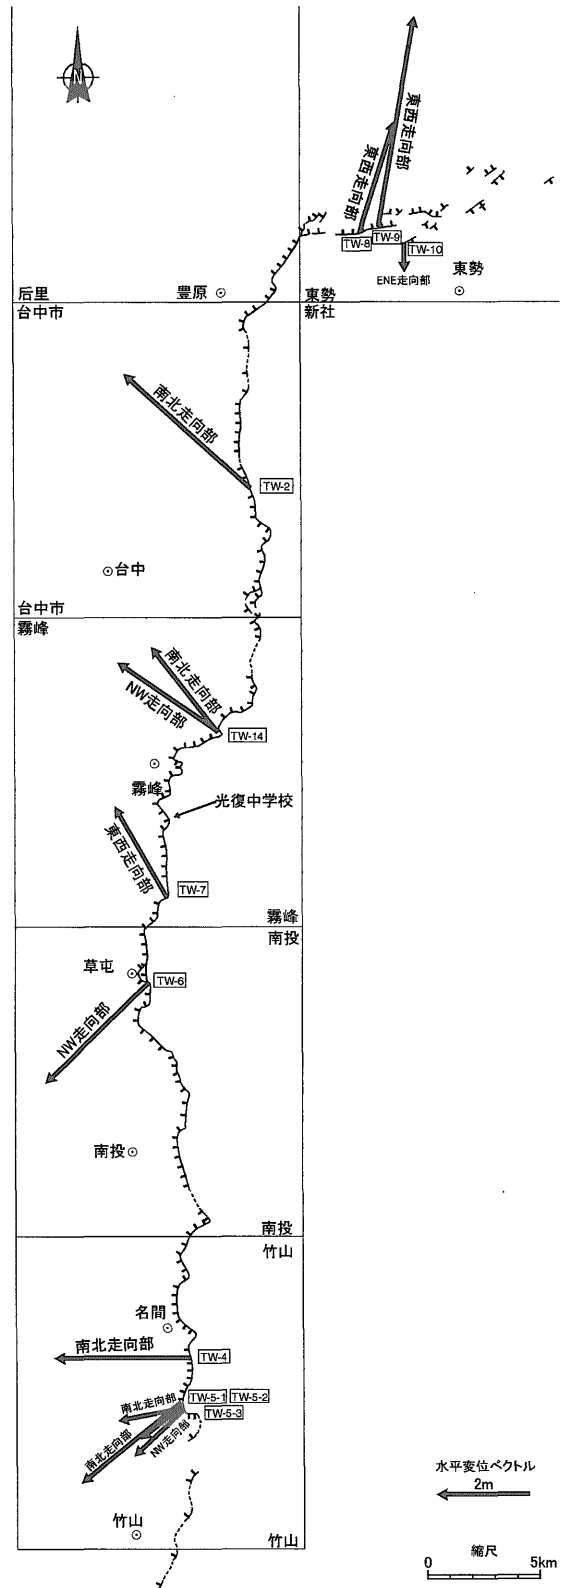 N
東西走向部
東西走向部
TW-8
TW-9
TW-10
ENE走向部
東勢
后里
豊原
東勢
台中市
新社
南北走向部
TW-2
台中
台中市
霧峰
南北走向部
NW走向部
TW-14
霧峰
光復中学校
東西走向部
TW-7
霧峰
南投
草屯
TW-6
NW走向部
南投
南投
竹山
名間
南北走向部
TW-4
南北走向部
TW-5-1
TW-5-2
TW-5-3
南北走向部
NW走向部
水平変位ベクトル
2m
竹山
竹山
縮尺
0
5km